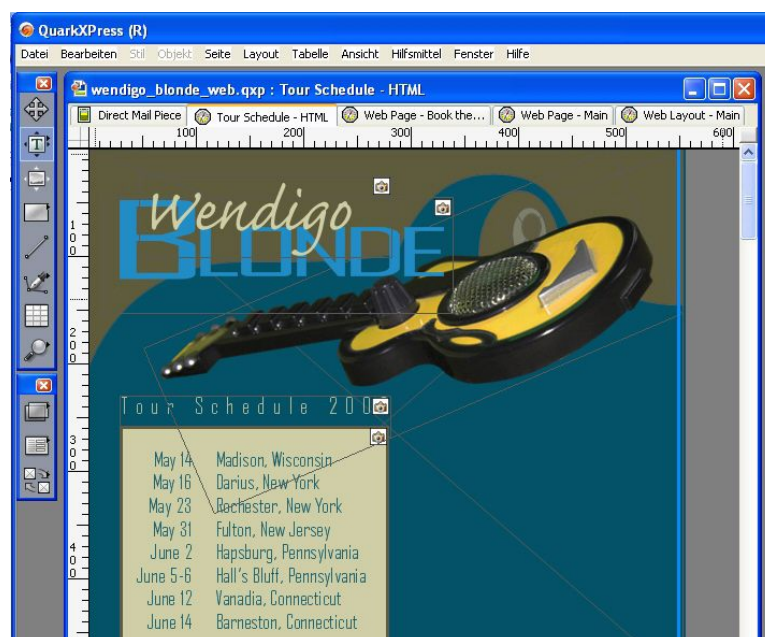 QuarkXPress (R)
Datei Bearbeiten Stil Objekt Seite Layout Tabelle Ansicht Hilfsmittel Fenster Hilfe
wendigo_blonde_web.qxp : Tour Schedule - HTML
Direct Mail Piece Tour Schedule - HTML Web Page - Book the... Web Page - Main Web Layout - Main
100 200 300 400 500 600
Wendigo
BLONDE
100
200
Tour Schedule
300
May 14 Madison, Wisconsin
May 16 Darius, New York
May 23 Rochester, New York
May 31 Fulton, New Jersey
400
June 2 Hapsburg, Pennsylvania
June 5-6 Hall's Bluff, Pennsylvania
June 12 Vanadia, Connecticut
June 14 Barneston, Connecticut